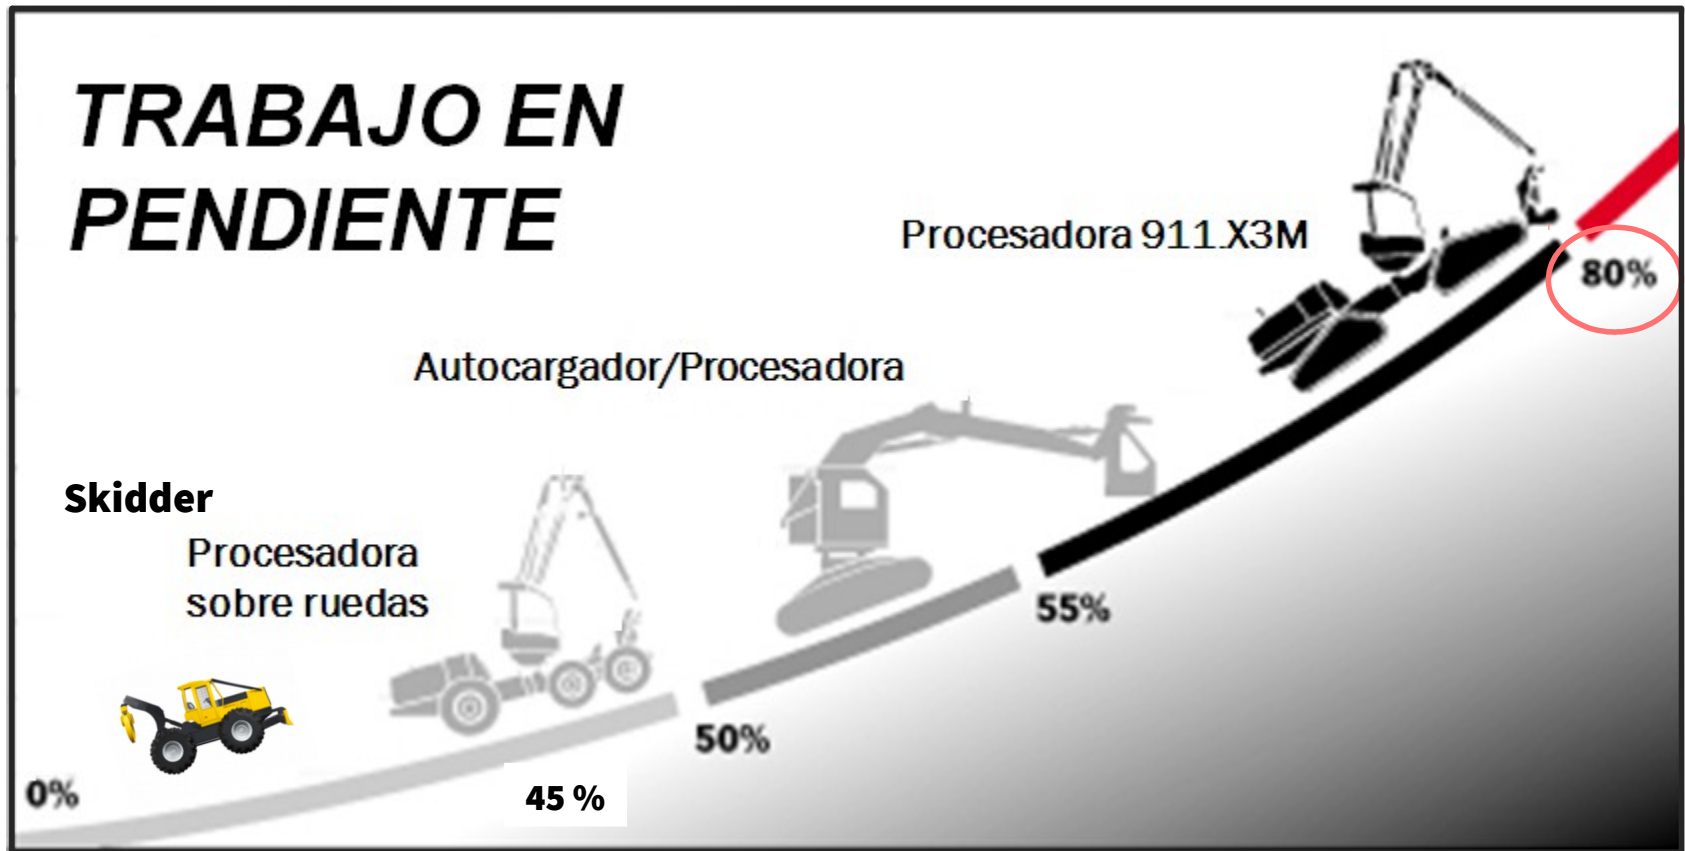 TRABAJO EN
PENDIENTE
Procesadora 911.X3M
80%
Autocargador/Procesadora
Skidder
Procesadora
sobre ruedas
55%
50%
0%
45 %